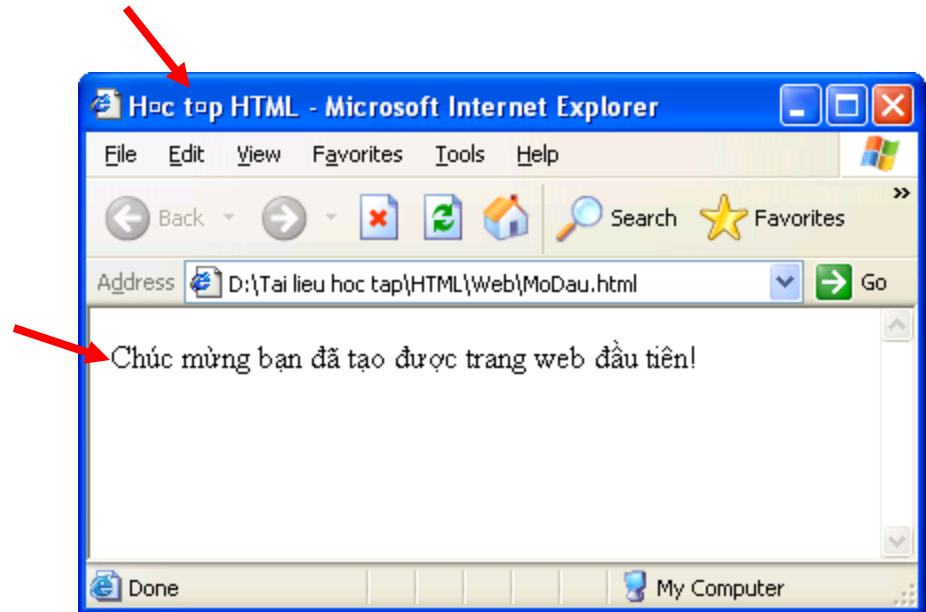 H▫c t▫p HTML - Microsoft Internet Explorer
File Edit View Favorites Tools Help
Back Search Favorites »
Address D:\Tai lieu hoc tap\HTML\Web\MoDau.html Go
Chúc mừng bạn đã tạo được trang web đầu tiên!
Done My Computer